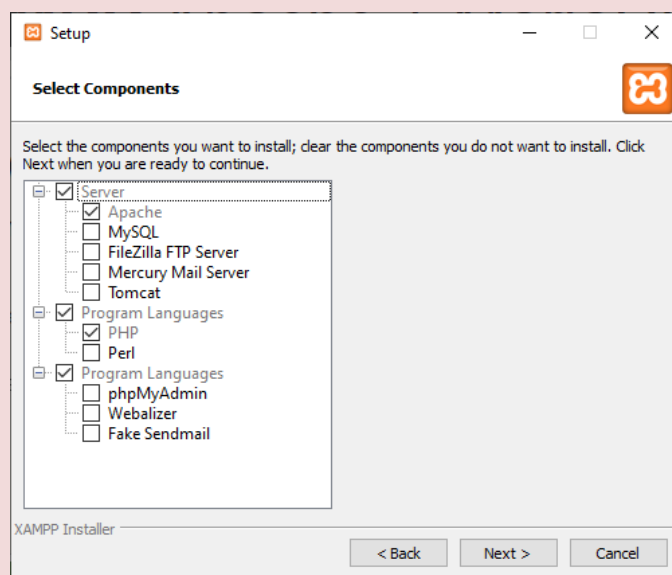 Setup
Select Components
Select the components you want to install; clear the components you do not want to install. Click
Next when you are ready to continue.
Server
Apache
MySQL
FileZilla FTP Server
Mercury Mail Server
Tomcat
Program Languages
PHP
Perl
Program Languages
phpMyAdmin
Webalizer
Fake Sendmail
XAMPP Installer
< Back
Next >
Cancel